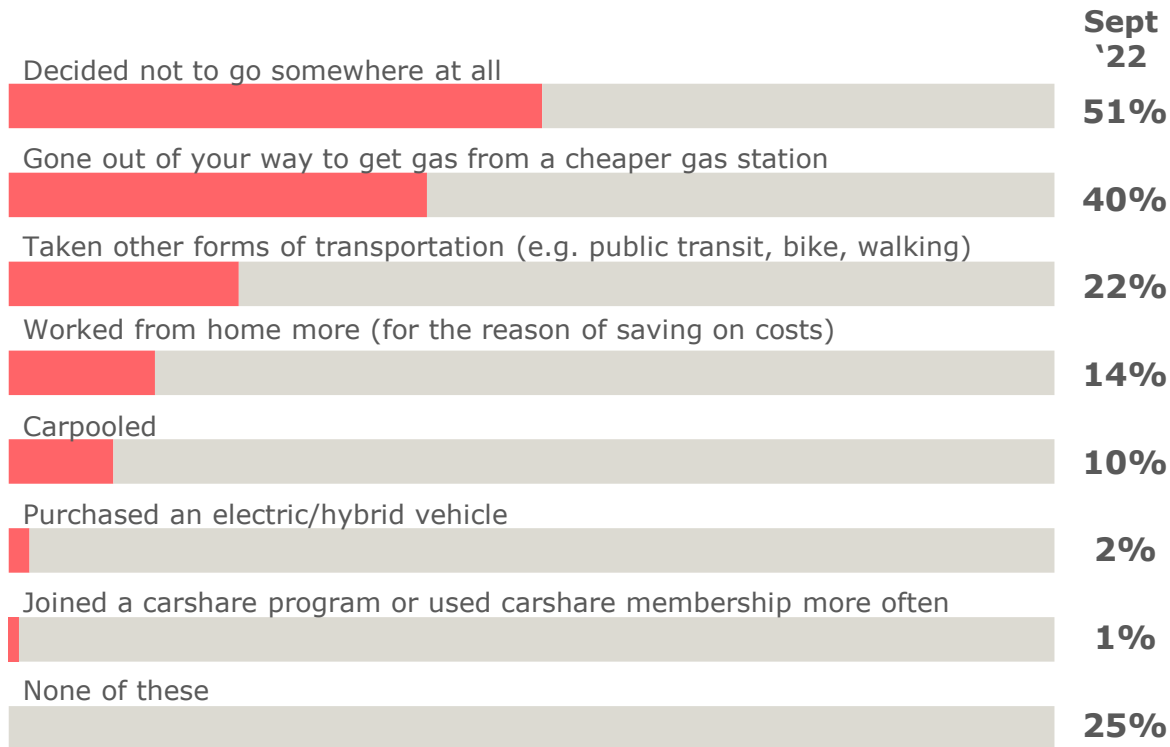 Sept
‘22
Decided not to go somewhere at all
51%
Gone out of your way to get gas from a cheaper gas station
40%
Taken other forms of transportation (e.g. public transit, bike, walking)
22%
Worked from home more (for the reason of saving on costs)
14%
Carpooled
10%
Purchased an electric/hybrid vehicle
2%
Joined a carshare program or used carshare membership more often
1%
None of these
25%